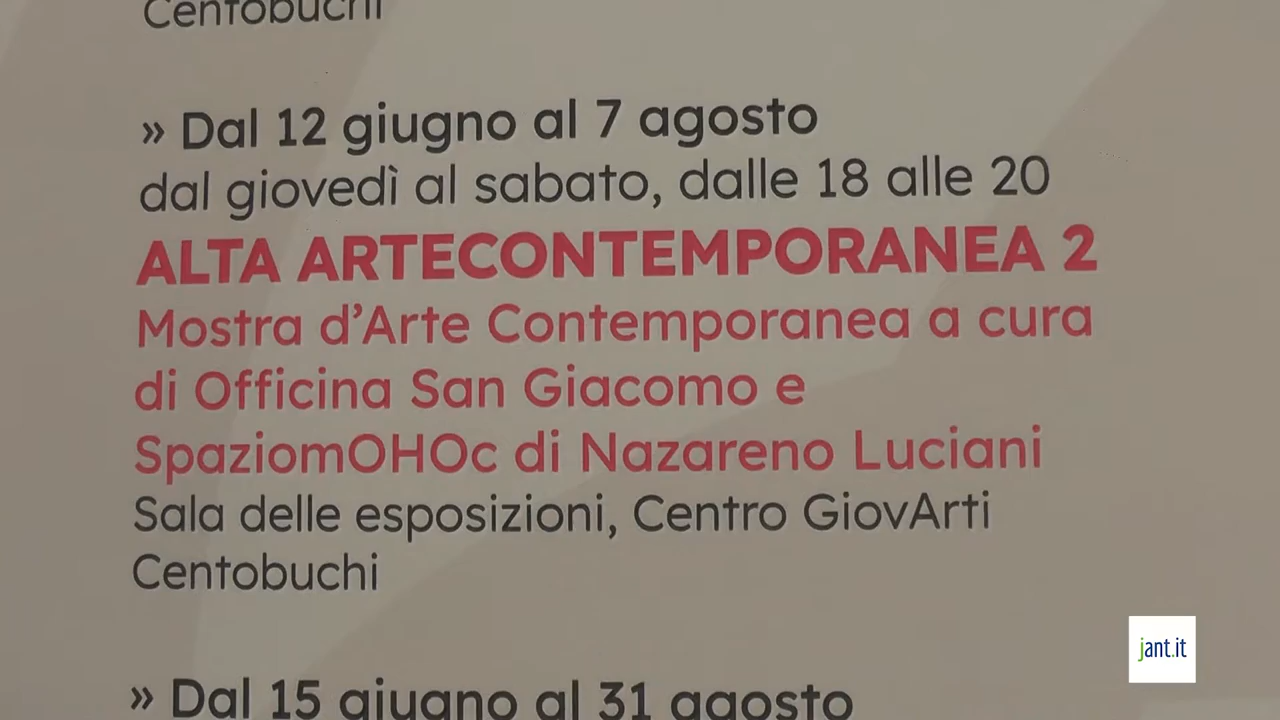 Centobuchi
» Dal 12 giugno al 7 agosto
dal giovedì al sabato, dalle 18 alle 20
ALTA ARTECONTEMPORANEA 2
Mostra d’Arte Contemporanea a cura
di Officina San Giacomo e
SpaziomOHOc di Nazareno Luciani
Sala delle esposizioni, Centro GiovArti
Centobuchi
jant.it
» Dal 15 giugno al 31 agosto